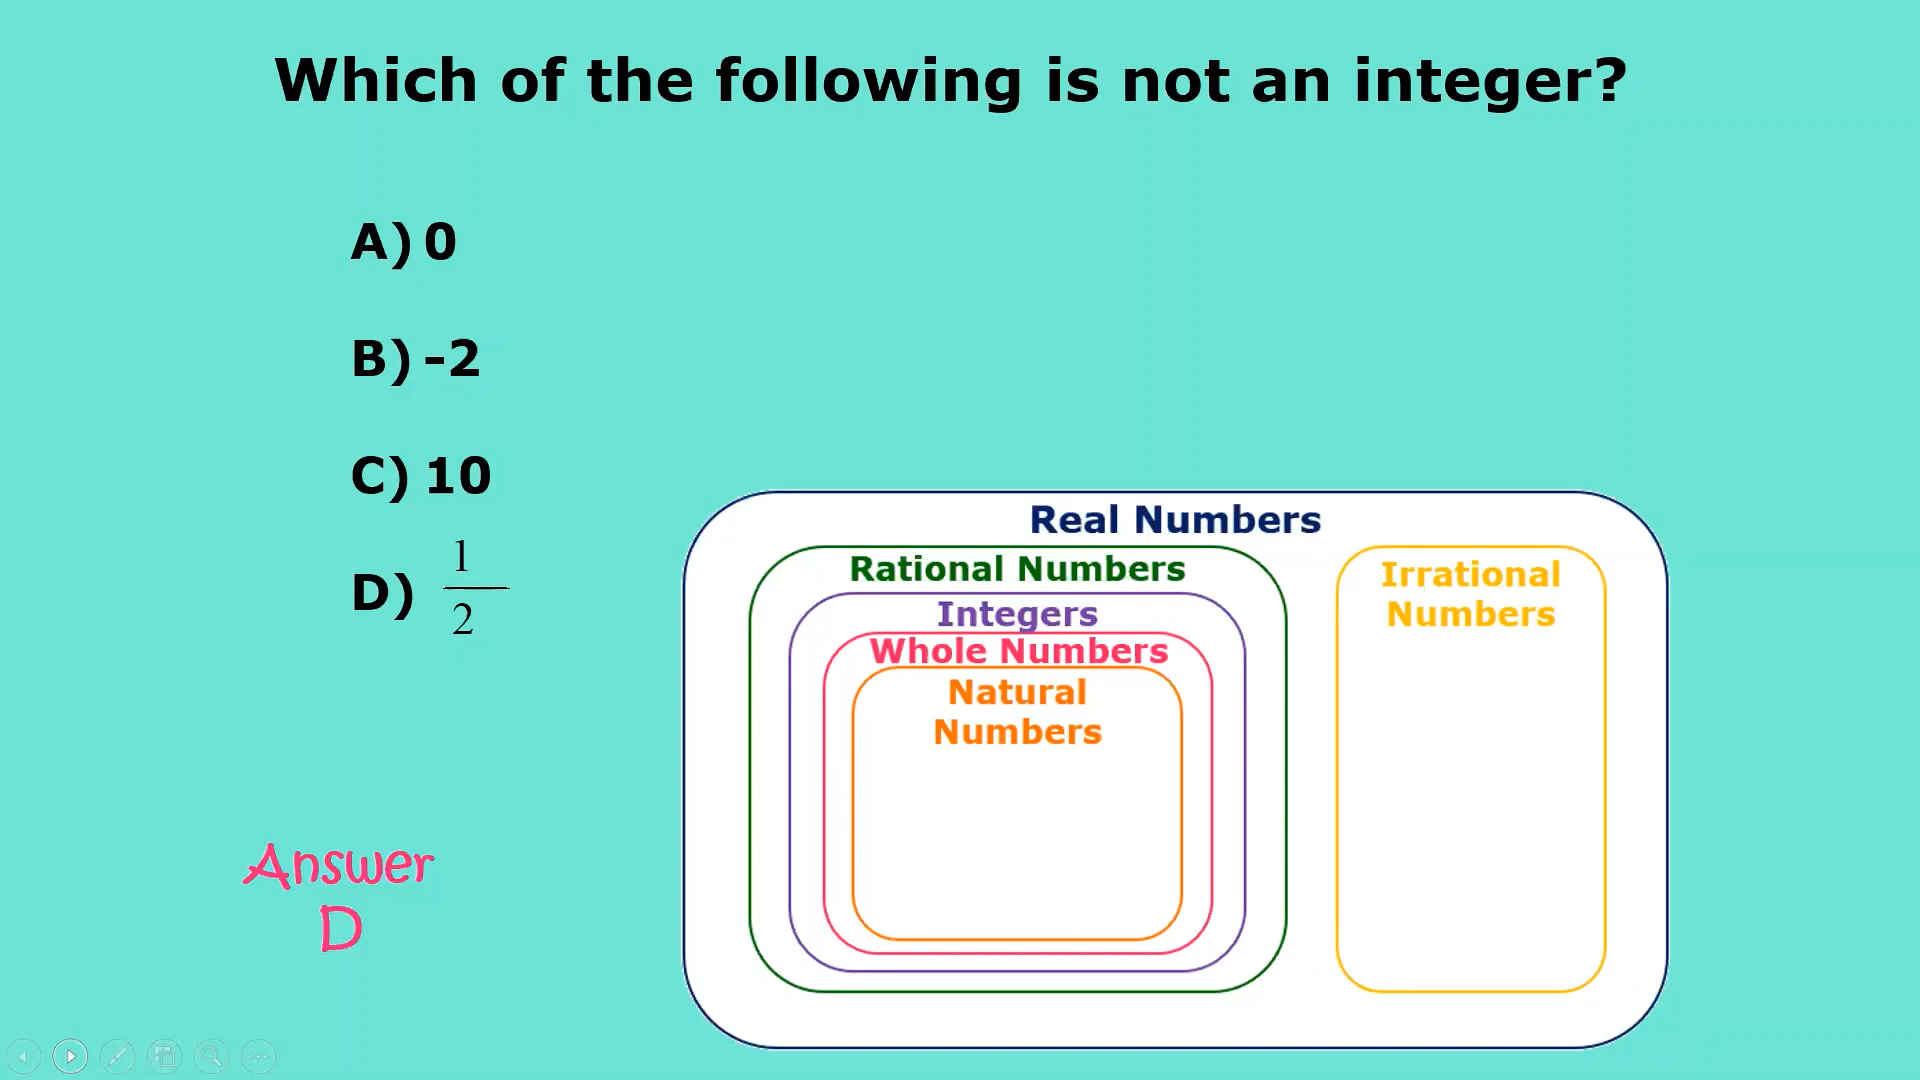 Which of the following is not an integer?
A) 0
B) -2
C) 10
D) 1/2
Real Numbers
Rational Numbers
Integers
Whole Numbers
Natural
Numbers
Irrational
Numbers
Answer
D